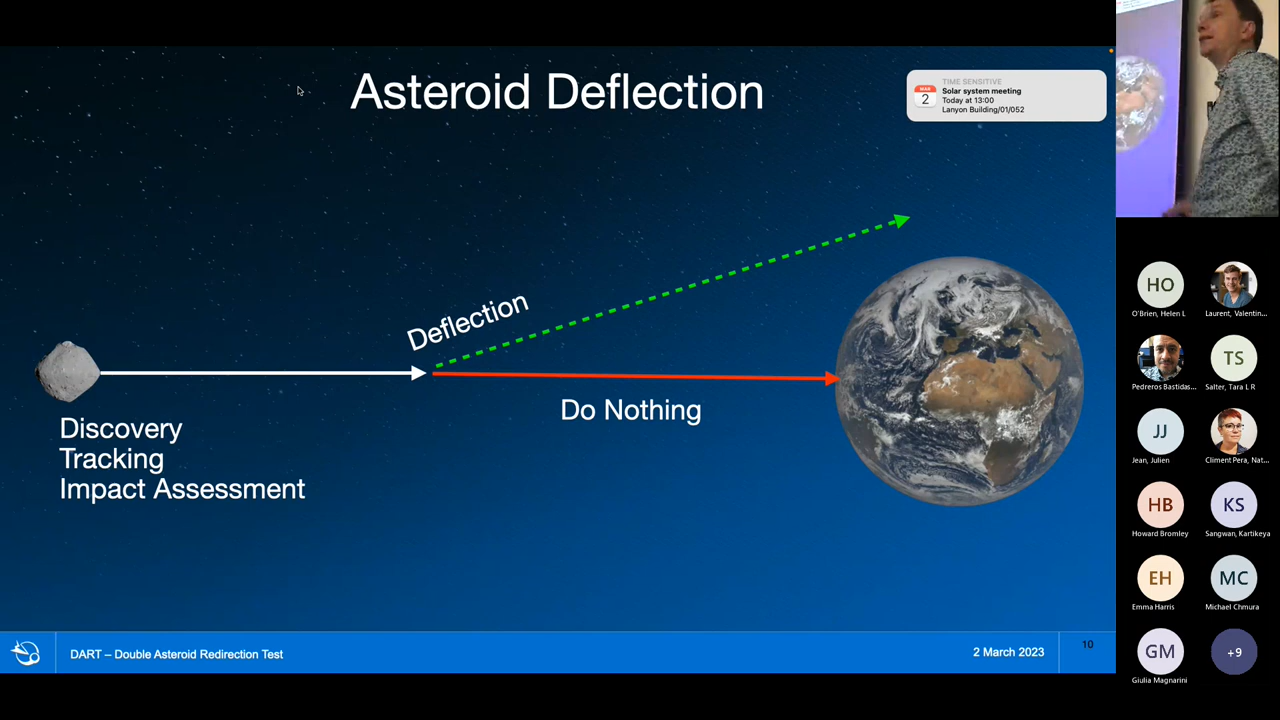 Asteroid Deflection
TIME SENSITIVE
MAR
2
Solar system meeting
Today at 13:00
Lanyon Building/01/052
Deflection
Do Nothing
Discovery
Tracking
Impact Assessment
DART – Double Asteroid Redirection Test
2 March 2023
10
HO
O'Brien, Helen L
Laurent, Valentin...
Pedreros Bastidas...
TS
Salter, Tara L R
JJ
Jean, Julien
Climent Pera, Nat...
HB
Howard Bromley
KS
Sangwan, Kartikeya
EH
Emma Harris
MC
Michael Chmura
GM
Giulia Magnarini
+9